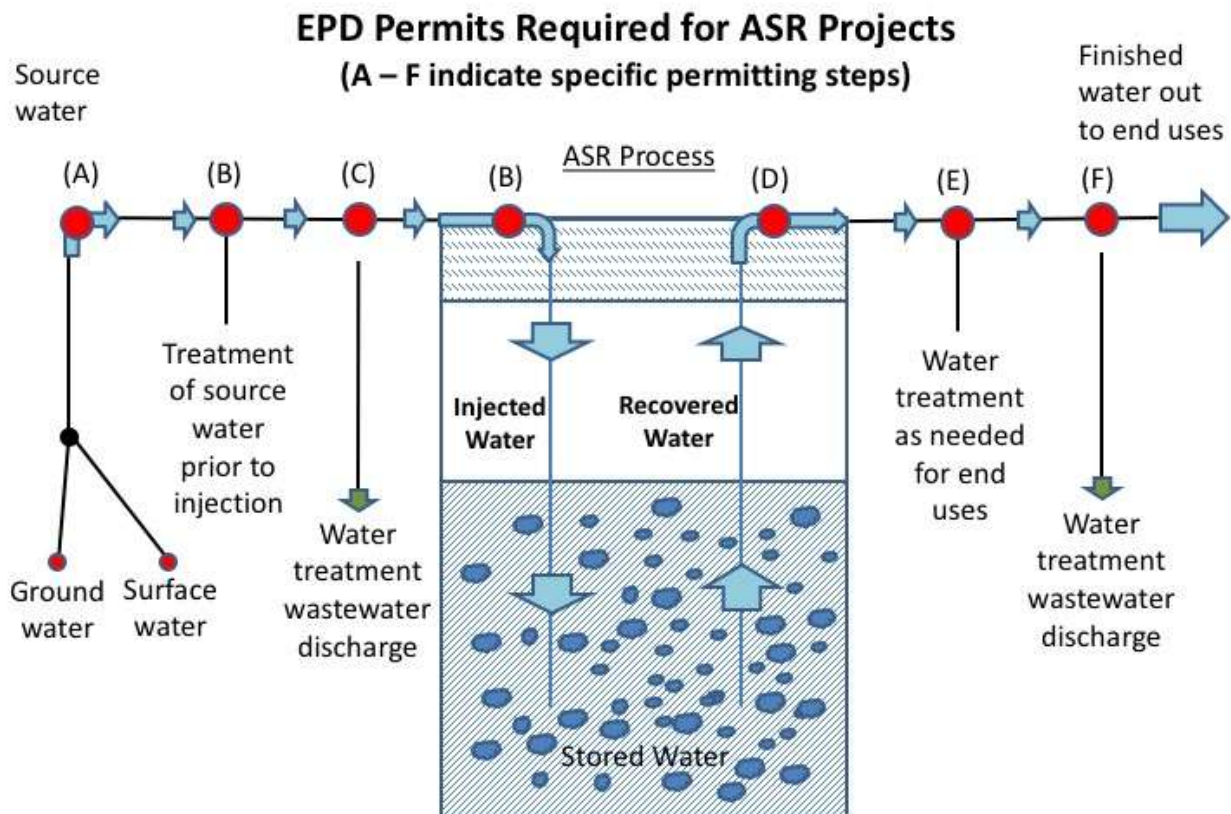 EPD Permits Required for ASR Projects
(A – F indicate specific permitting steps)
Source
water
Finished
water out
to end uses
ASR Process
(A)
(B)
(C)
(B)
(D)
(E)
(F)
Treatment
of source
water
prior to
injection
Injected
Water
Recovered
Water
Water
treatment
as needed
for end
uses
Ground
water
Surface
water
Water
treatment
wastewater
discharge
Water
treatment
wastewater
discharge
Stored Water